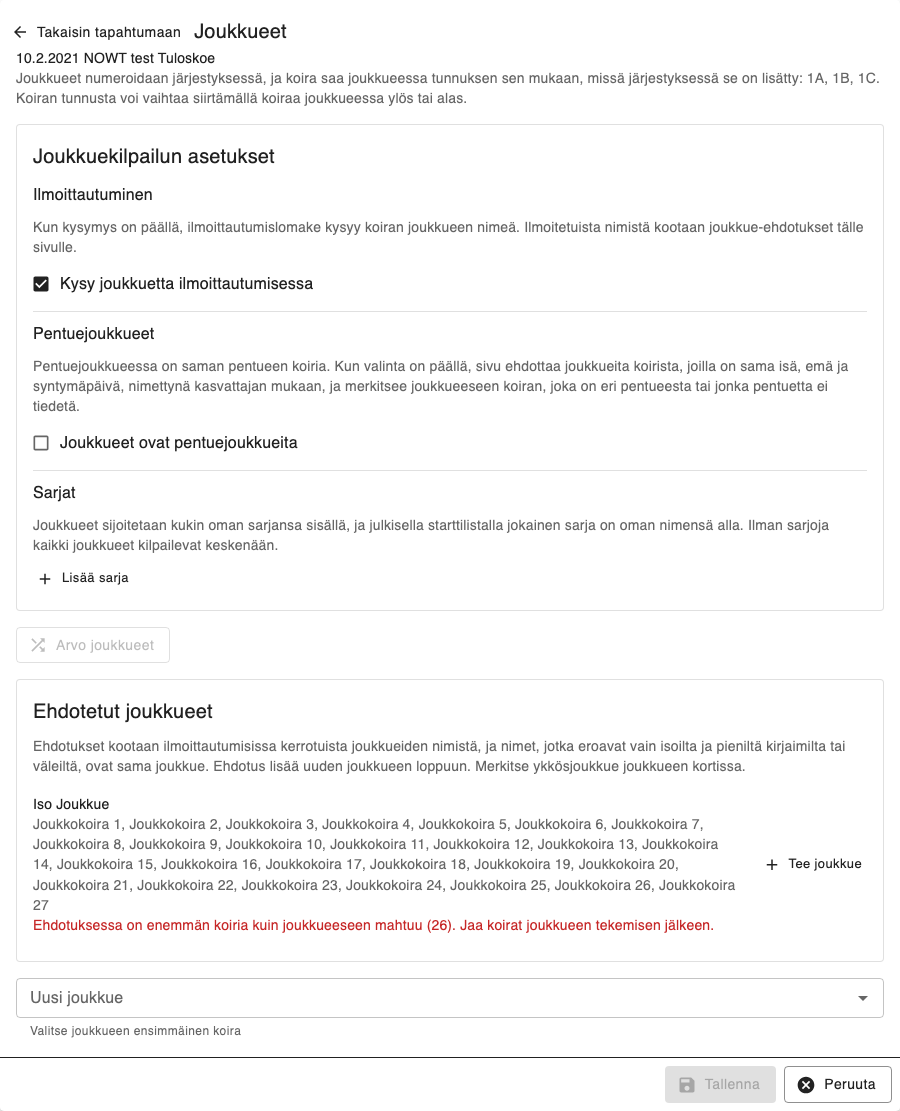 Takaisin tapahtumaan Joukkueet
10.2.2021 NOWT test Tuloskoe
Joukkueet numeroidaan järjestyksessä, ja koira saa joukkueessa tunnuksen sen mukaan, missä järjestyksessä se on lisätty: 1A, 1B, 1C.
Koiran tunnusta voi vaihtaa siirtämällä koiraa joukkueessa ylös tai alas.
Joukkuekilpailun asetukset
Ilmoittautuminen
Kun kysymys on päällä, ilmoittautumislomake kysyy koiran joukkueen nimeä. Ilmoitetuista nimistä kootaan joukkue-ehdotukset tälle
sivulle.
Kysy joukkuetta ilmoittautumisessa
Pentuejoukkueet
Pentuejoukkueessa on saman pentueen koiria. Kun valinta on päällä, sivu ehdottaa joukkueita koirista, joilla on sama isä, emä ja
syntymäpäivä, nimettynä kasvattajan mukaan, ja merkitsee joukkueeseen koiran, joka on eri pentueesta tai jonka pentuetta ei
tiedetä.
Joukkueet ovat pentuejoukkueita
Sarjat
Joukkueet sijoitetaan kukin oman sarjansa sisällä, ja julkisella starttilistalla jokainen sarja on oman nimensä alla. Ilman sarjoja
kaikki joukkueet kilpailevat keskenään.
Lisää sarja
Arvo joukkueet
Ehdotetut joukkueet
Ehdotukset kootaan ilmoittautumisissa kerrotuista joukkueiden nimistä, ja nimet, jotka eroavat vain isoilta ja pieniltä kirjaimilta tai
väleiltä, ovat sama joukkue. Ehdotus lisää uuden joukkueen loppuun. Merkitse ykkösjoukkue joukkueen kortissa.
Iso Joukkue
Joukkokoira 1, Joukkokoira 2, Joukkokoira 3, Joukkokoira 4, Joukkokoira 5, Joukkokoira 6, Joukkokoira 7,
Joukkokoira 8, Joukkokoira 9, Joukkokoira 10, Joukkokoira 11, Joukkokoira 12, Joukkokoira 13, Joukkokoira
14, Joukkokoira 15, Joukkokoira 16, Joukkokoira 17, Joukkokoira 18, Joukkokoira 19, Joukkokoira 20,
Joukkokoira 21, Joukkokoira 22, Joukkokoira 23, Joukkokoira 24, Joukkokoira 25, Joukkokoira 26, Joukkokoira
27
Ehdotuksessa on enemmän koiria kuin joukkueeseen mahtuu (26). Jaa koirat joukkueen tekemisen jälkeen.
Tee joukkue
Uusi joukkue
Valitse joukkueen ensimmäinen koira
Tallenna Peruuta